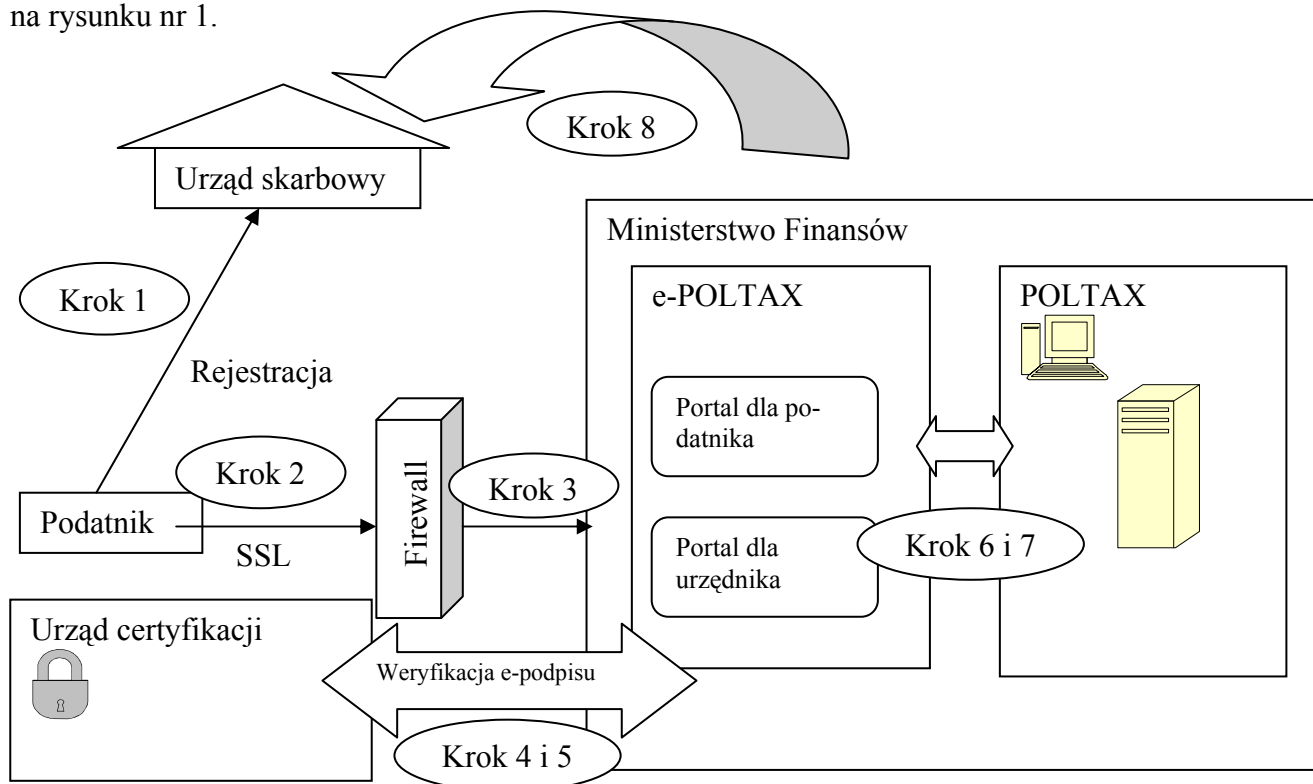 na rysunku nr 1.
Krok 8
Urząd skarbowy
Ministerstwo Finansów
Krok 1
e-POLTAX
POLTAX
Rejestracja
Portal dla po-
datnika
Krok 2
Krok 3
Podatnik
SSL
Firewall
Portal dla
urzędnika
Krok 6 i 7
Urząd certyfikacji
Weryfikacja e-podpisu
Krok 4 i 5